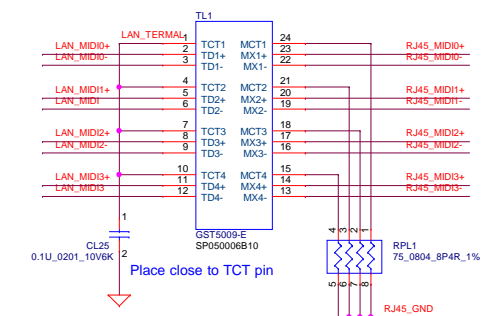 TL1
LAN_TERMAL 1 TCT1 MCT1 24
LAN_MIDI0+ 2 TD1+ MX1+ 23 RJ45_MIDI0+
LAN_MIDI0- 3 TD1- MX1- 22 RJ45_MIDI0-
4 TCT2 MCT2 21
LAN_MIDI1+ 5 TD2+ MX2+ 20 RJ45_MIDI1+
LAN_MIDI 6 TD2- MX2- 19 RJ45_MIDI1-
7 TCT3 MCT3 18
LAN_MIDI2+ 8 TD3+ MX3+ 17 RJ45_MIDI2+
LAN_MIDI2- 9 TD3- MX3- 16 RJ45_MIDI2-
10 TCT4 MCT4 15
LAN_MIDI3+ 11 TD4+ MX4+ 14 RJ45_MIDI3+
LAN_MIDI3 12 TD4- MX4- 13 RJ45_MIDI3-
GST5009-E
SP050006B10
1
CL25
0.1U_0201_10V6K
2
Place close to TCT pin
4 3 2 1
RPL1
75_0804_8P4R_1%
5 6 7 8
RJ45_GND